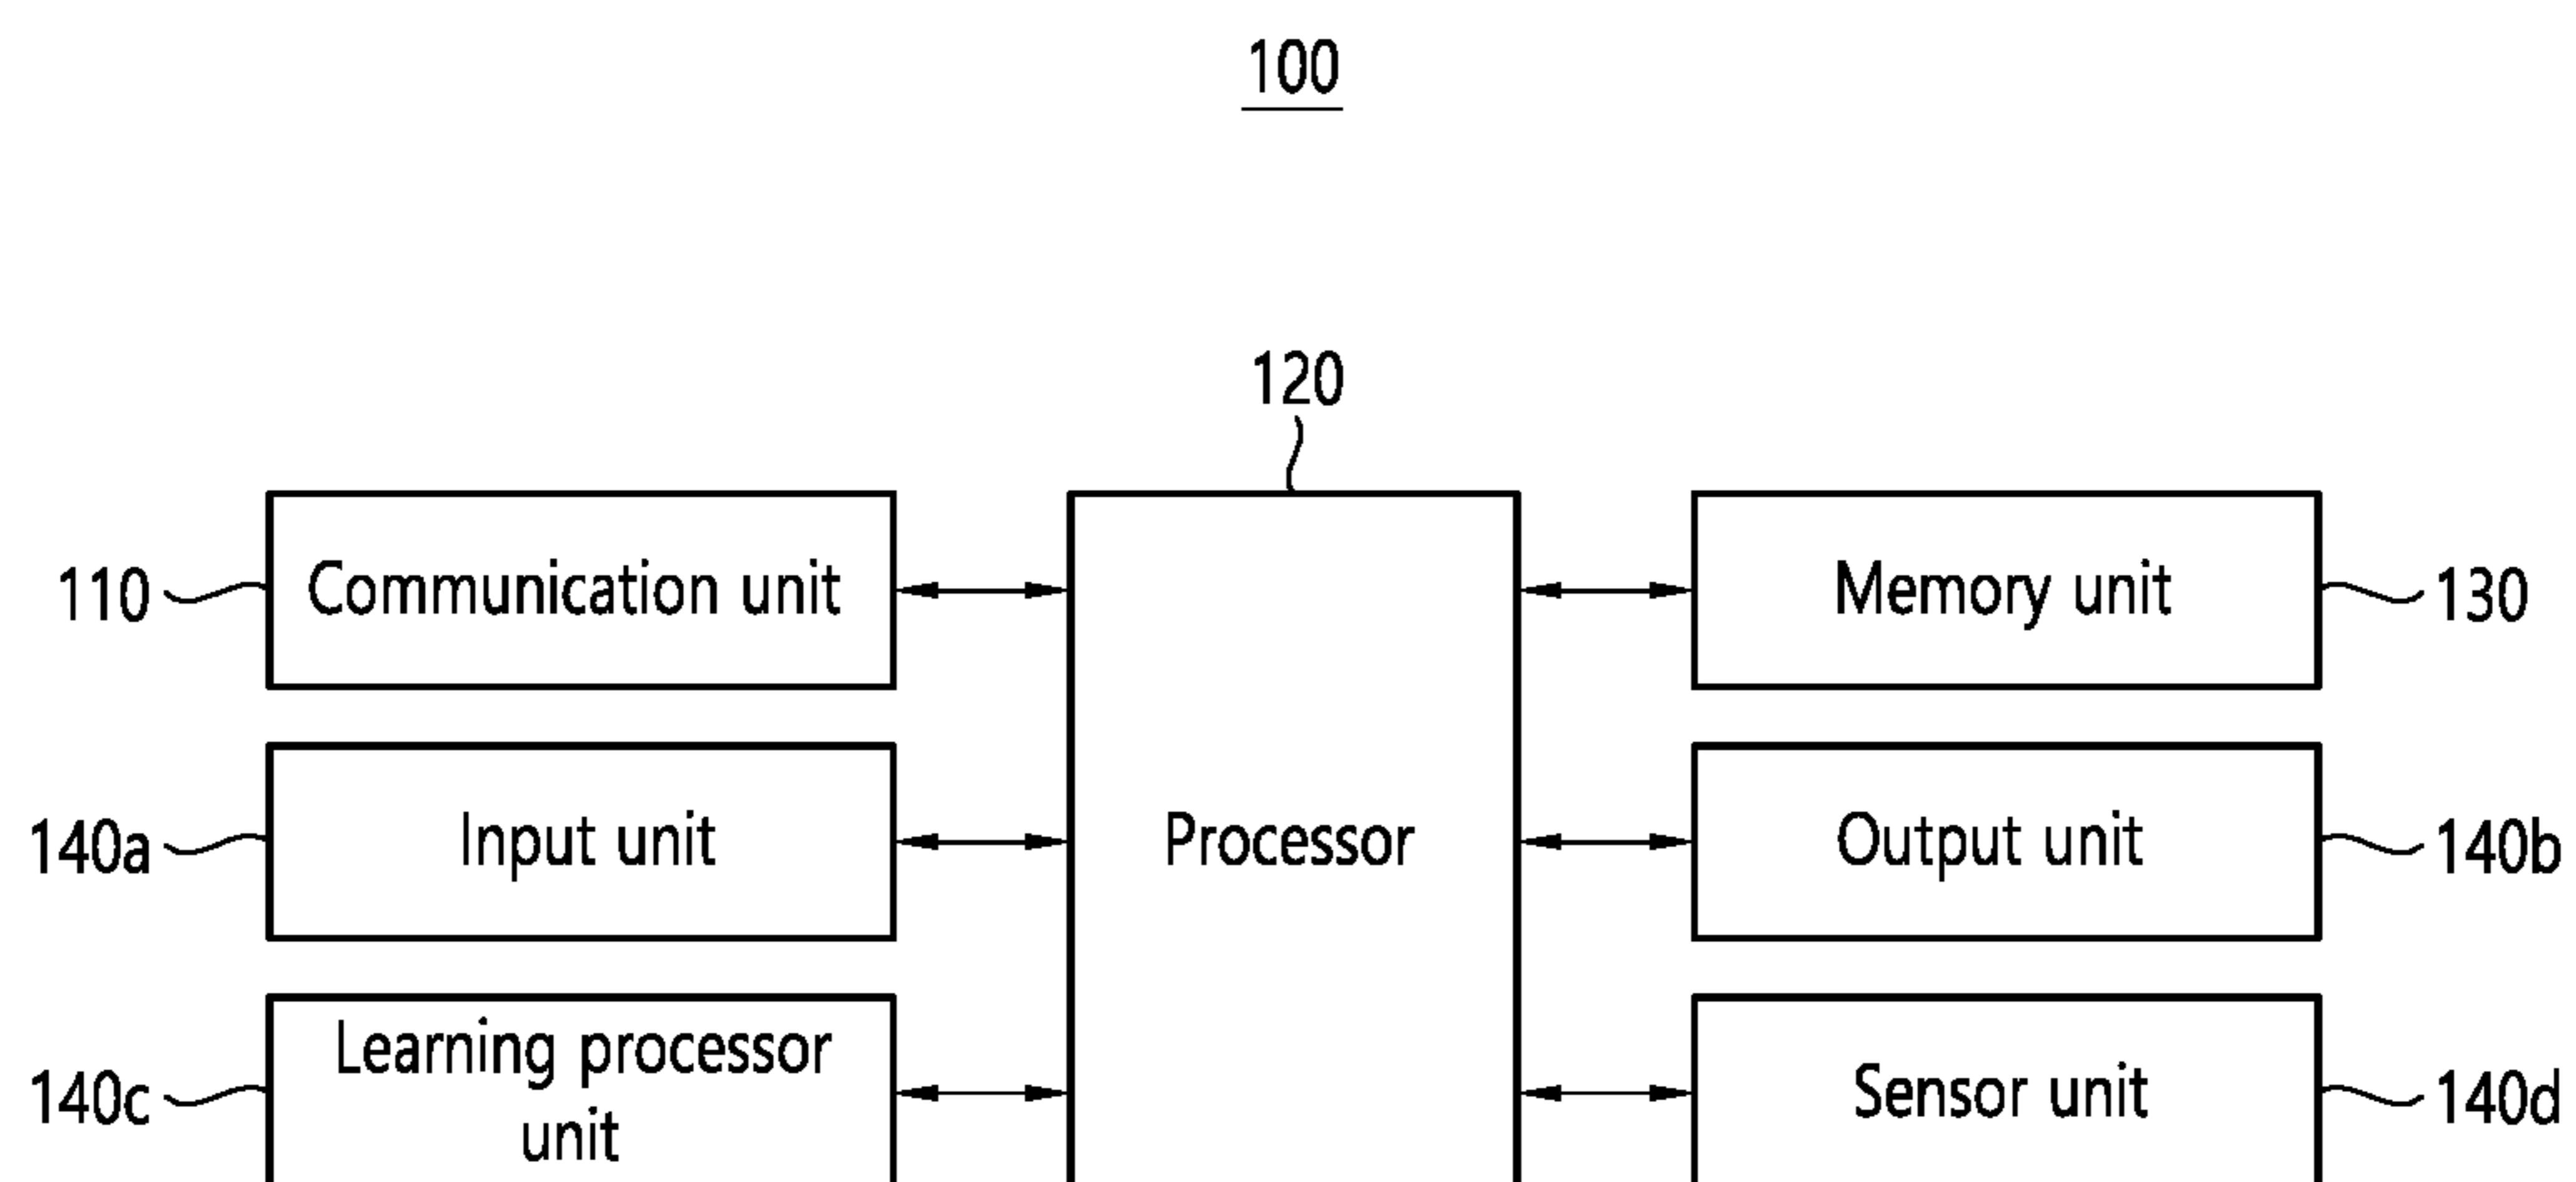 100
120
110
Communication unit
Memory unit
130
140a
Input unit
Processor
Output unit
140b
140c
Learning processor
unit
Sensor unit
140d